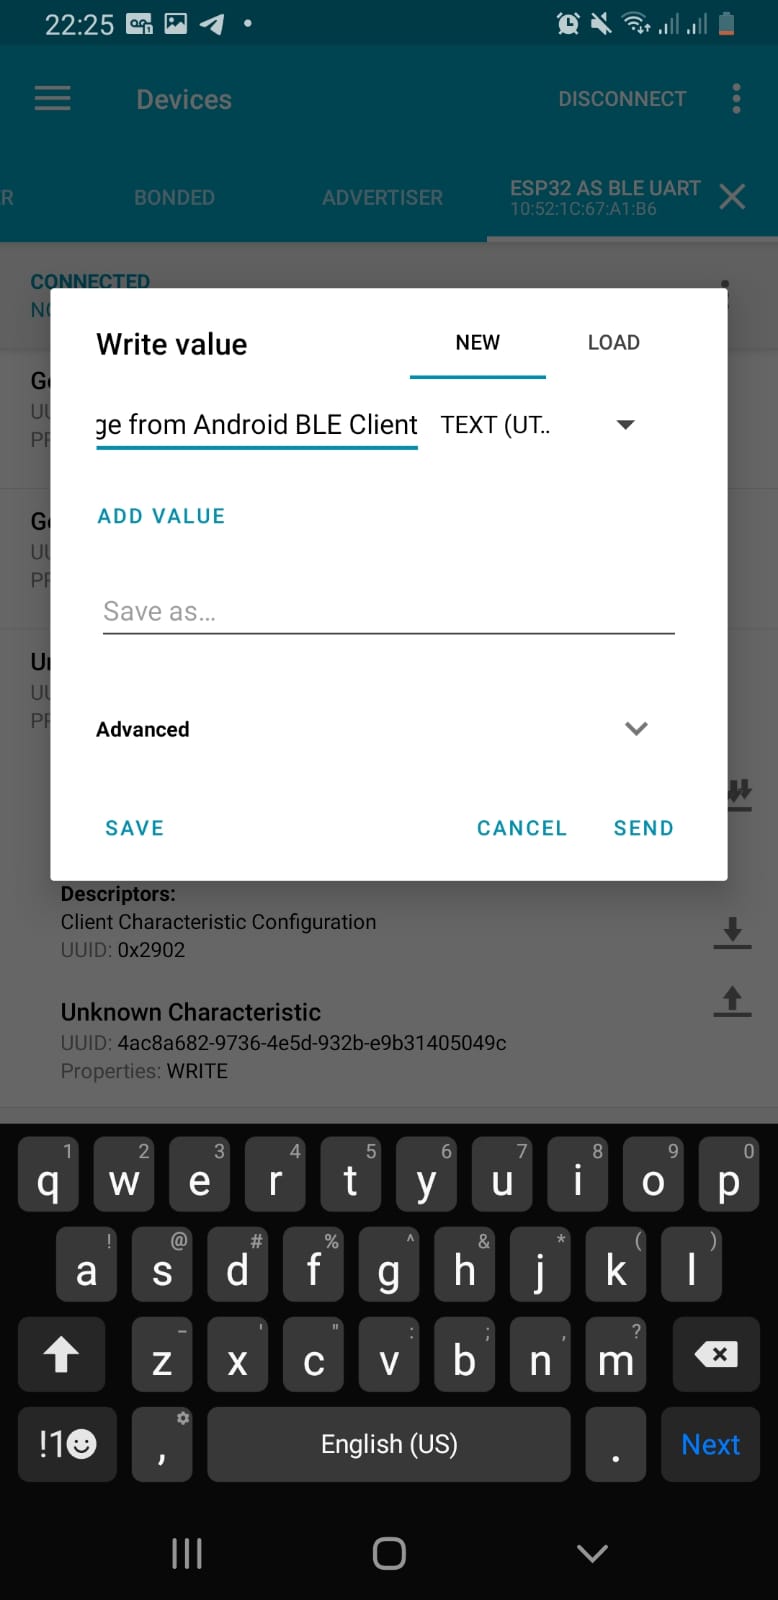 22:25
Devices DISCONNECT
R BONDED ADVERTISER ESP32 AS BLE UART
10:52:1C:67:A1:B6
CONNECTED
Write value NEW LOAD
ge from Android BLE Client TEXT (UT..
ADD VALUE
Save as...
Advanced
SAVE CANCEL SEND
Descriptors:
Client Characteristic Configuration
UUID: 0x2902
Unknown Characteristic
UUID: 4ac8a682-9736-4e5d-932b-e9b31405049c
Properties: WRITE
1 2 3 4 5 6 7 8 9 0
q w e r t y u i o p
! @ # % ^ & * ( )
a s d f g h j k l
- ' " : ; , ?
z x c v b n m
!1 , English (US) . Next